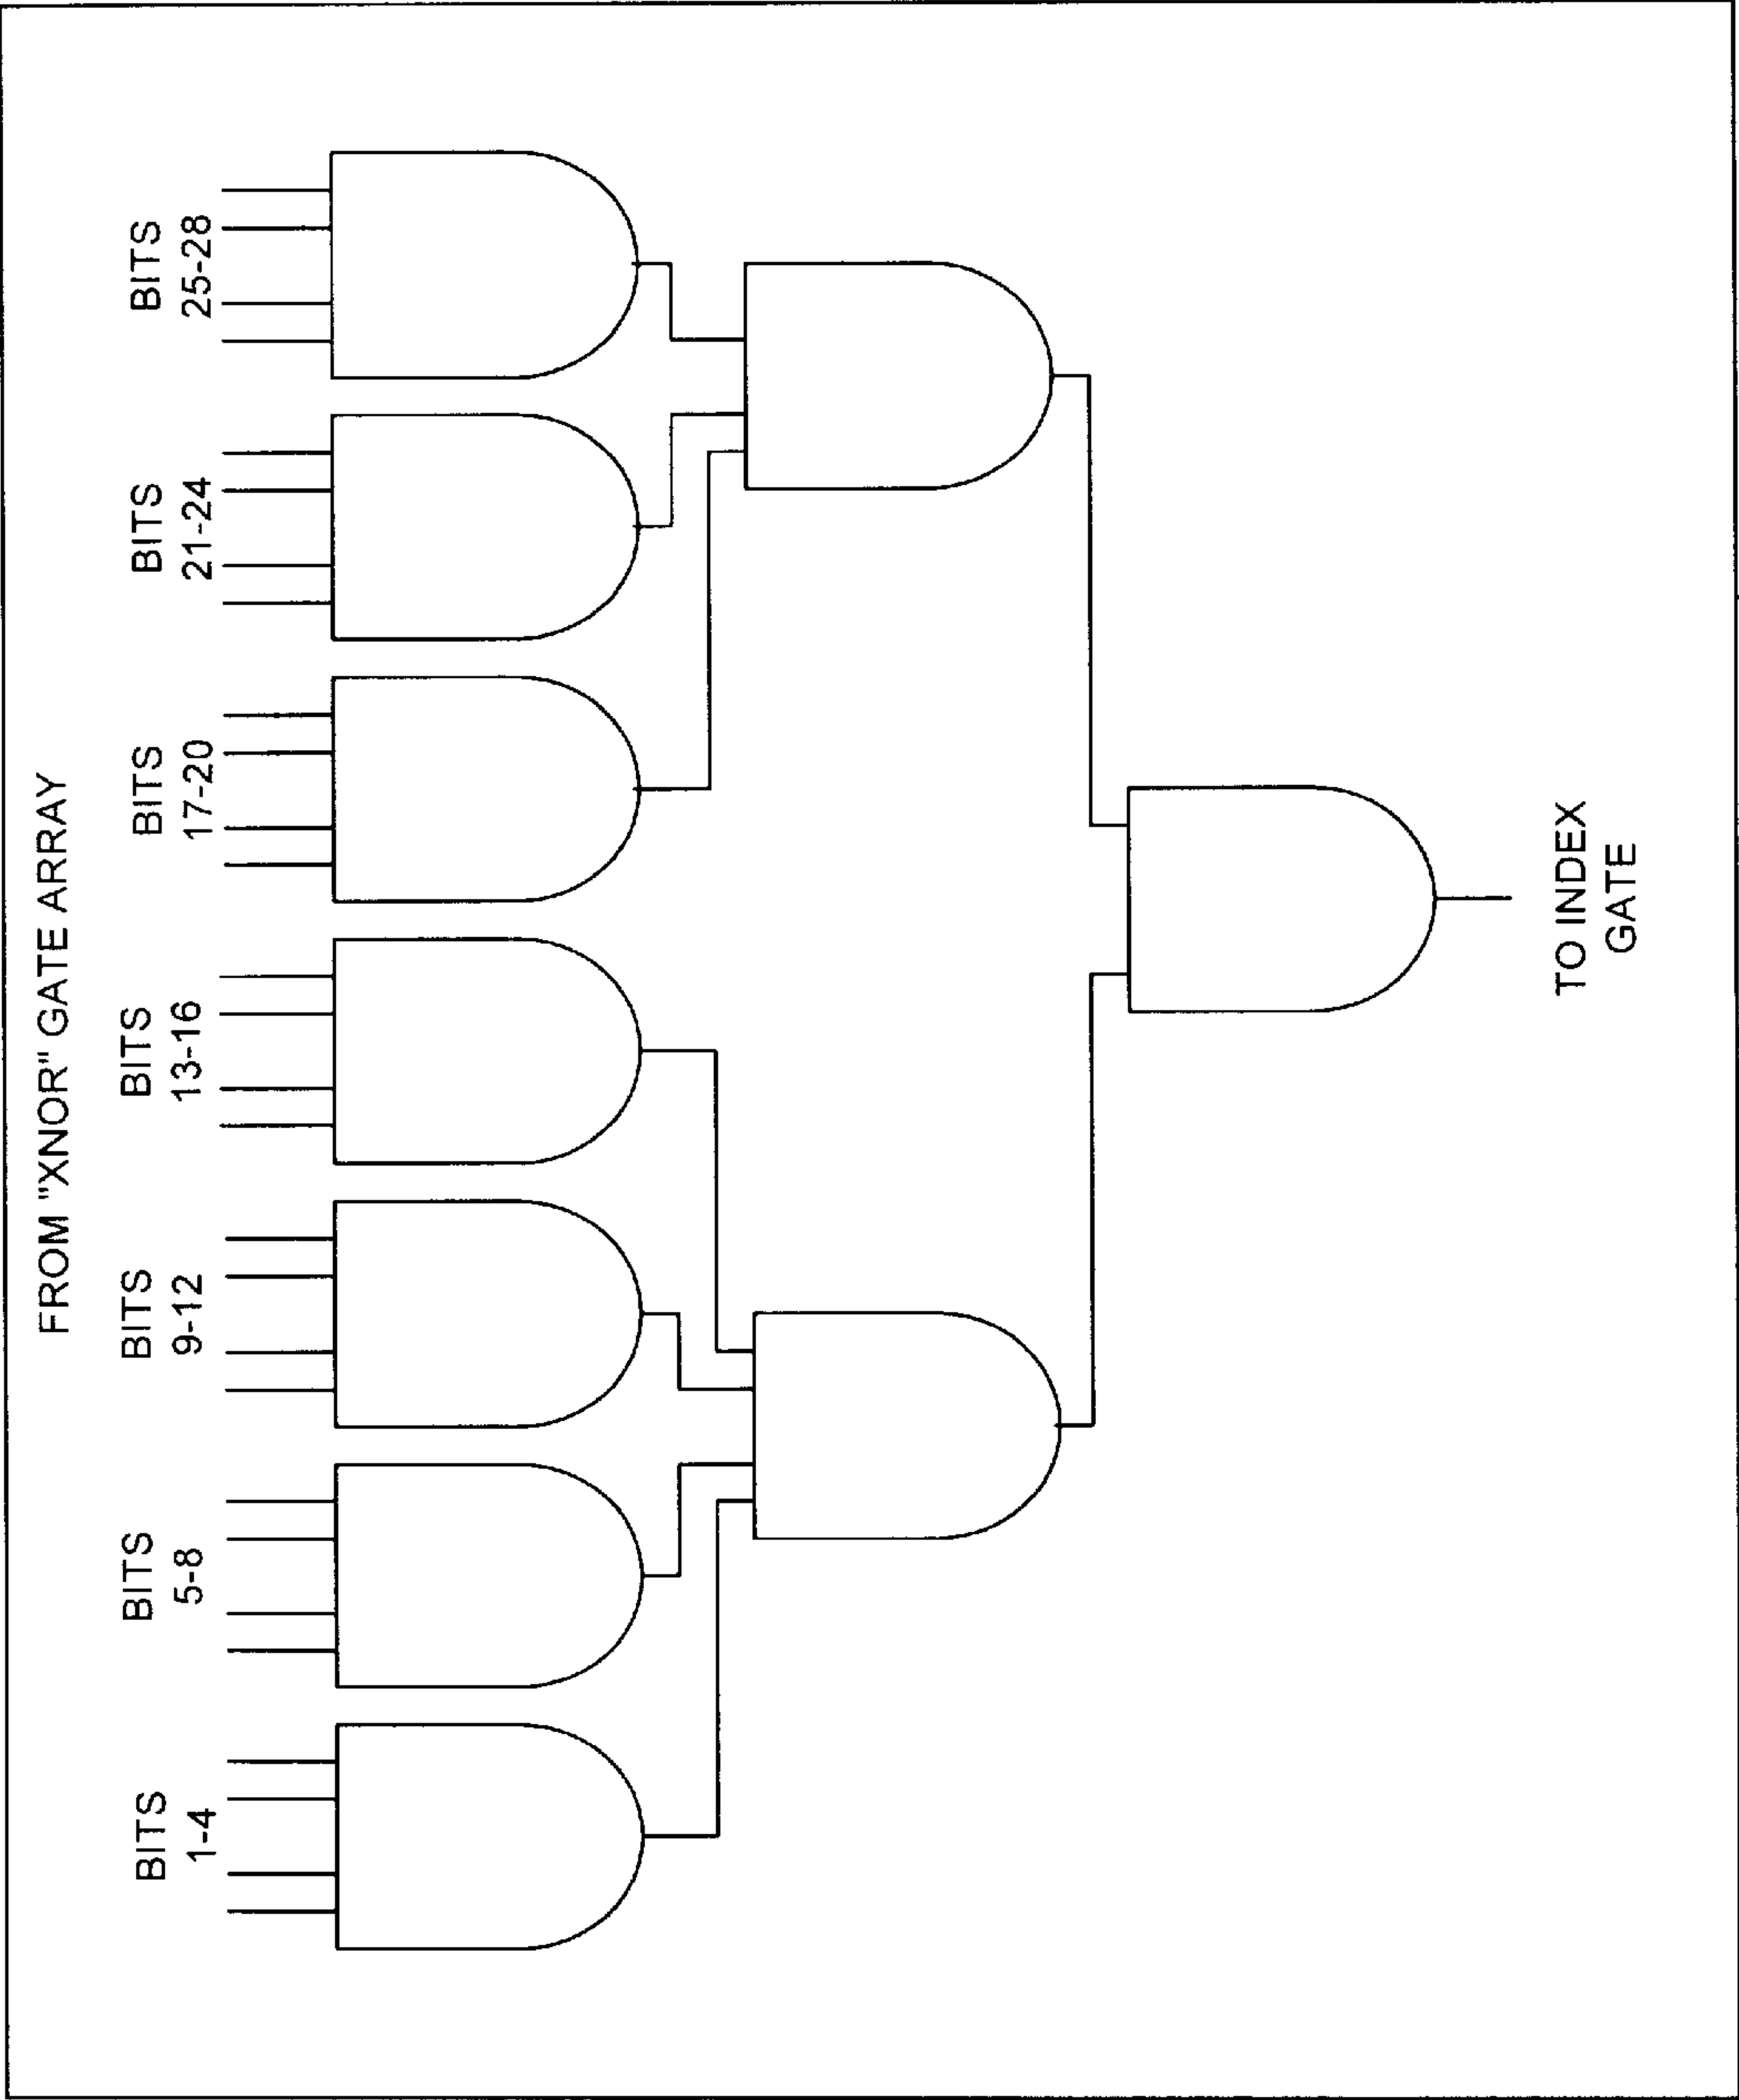 FROM "XNOR" GATE ARRAY
BITS
1-4
BITS
5-8
BITS
9-12
BITS
13-16
BITS
17-20
BITS
21-24
BITS
25-28
TO INDEX
GATE